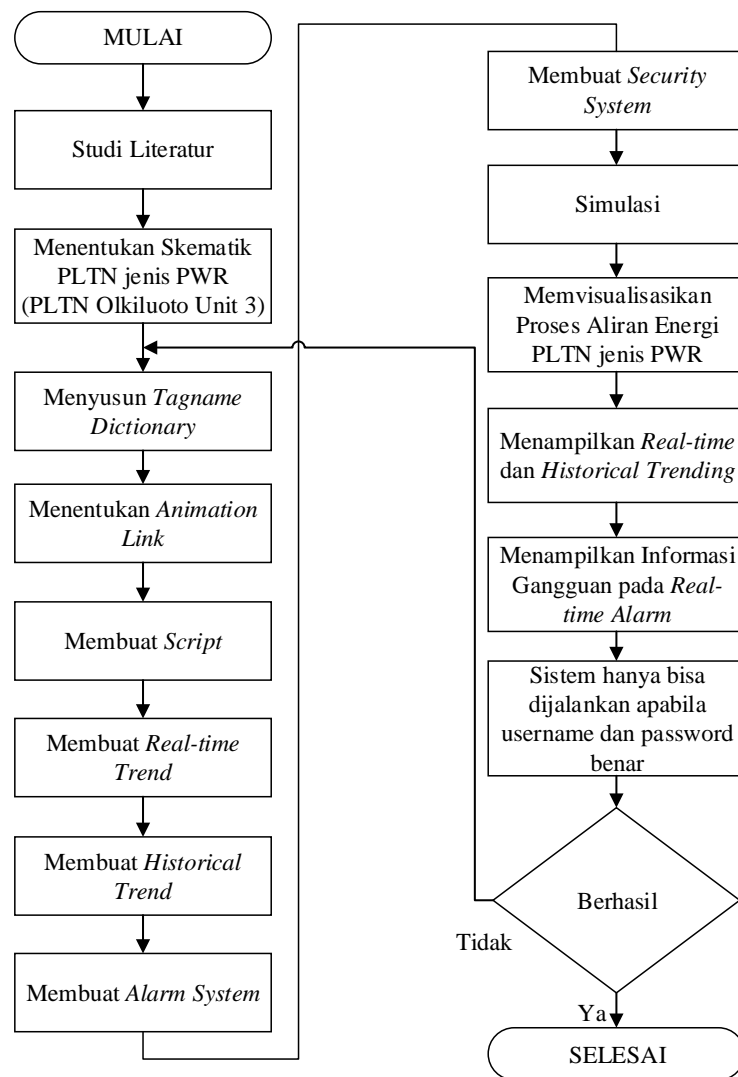 MULAI
Studi Literatur
Menentukan Skematik
PLTN jenis PWR
(PLTN Olkiluoto Unit 3)
Menyusun Tagname
Dictionary
Menentukan Animation
Link
Membuat Script
Membuat Real-time
Trend
Membuat Historical
Trend
Membuat Alarm System
Membuat Security
System
Simulasi
Memvisualisasikan
Proses Aliran Energi
PLTN jenis PWR
Menampilkan Real-time
dan Historical Trending
Menampilkan Informasi
Gangguan pada Real-
time Alarm
Sistem hanya bisa
dijalankan apabila
username dan password
benar
Berhasil
Tidak
Ya
SELESAI